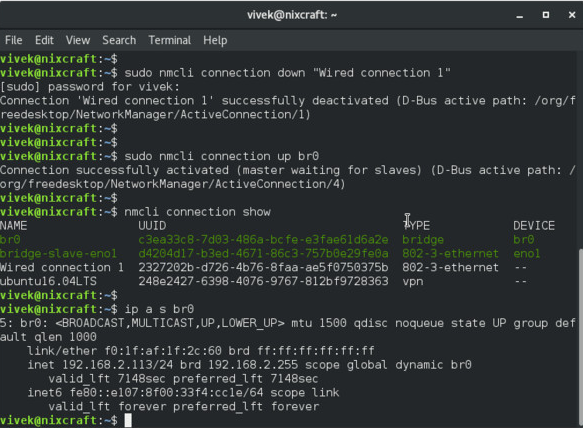 vivek@nixcraft: ~
File Edit View Search Terminal Help
vivek@nixcraft:~$
vivek@nixcraft:~$ sudo nmcli connection down "Wired connection 1"
[sudo] password for vivek:
Connection 'Wired connection 1' successfully deactivated (D-Bus active path: /org/f
reedesktop/NetworkManager/ActiveConnection/1)
vivek@nixcraft:~$
vivek@nixcraft:~$
vivek@nixcraft:~$ sudo nmcli connection up br0
Connection successfully activated (master waiting for slaves) (D-Bus active path: /
org/freedesktop/NetworkManager/ActiveConnection/4)
vivek@nixcraft:~$
vivek@nixcraft:~$ nmcli connection show
NAME UUID TYPE DEVICE
br0 c3ea33c8-7d03-486a-bcfe-e3fae61d6a2e bridge br0
bridge-slave-eno1 d4204d17-b3ed-4671-86c3-757b0e29fe0a 802-3-ethernet eno1
Wired connection 1 2327202b-d726-4b76-8faa-ae5f0750375b 802-3-ethernet --
ubuntu16.04LTS 248e2427-6398-4076-9767-812bf9728363 vpn --
vivek@nixcraft:~$
vivek@nixcraft:~$ ip a s br0
5: br0: <BROADCAST,MULTICAST,UP,LOWER_UP> mtu 1500 qdisc noqueue state UP group def
ault qlen 1000
link/ether f0:1f:af:1f:2c:60 brd ff:ff:ff:ff:ff:ff
inet 192.168.2.113/24 brd 192.168.2.255 scope global dynamic br0
valid_lft 7148sec preferred_lft 7148sec
inet6 fe80::e107:8f00:33f4:cc1e/64 scope link
valid_lft forever preferred_lft forever
vivek@nixcraft:~$